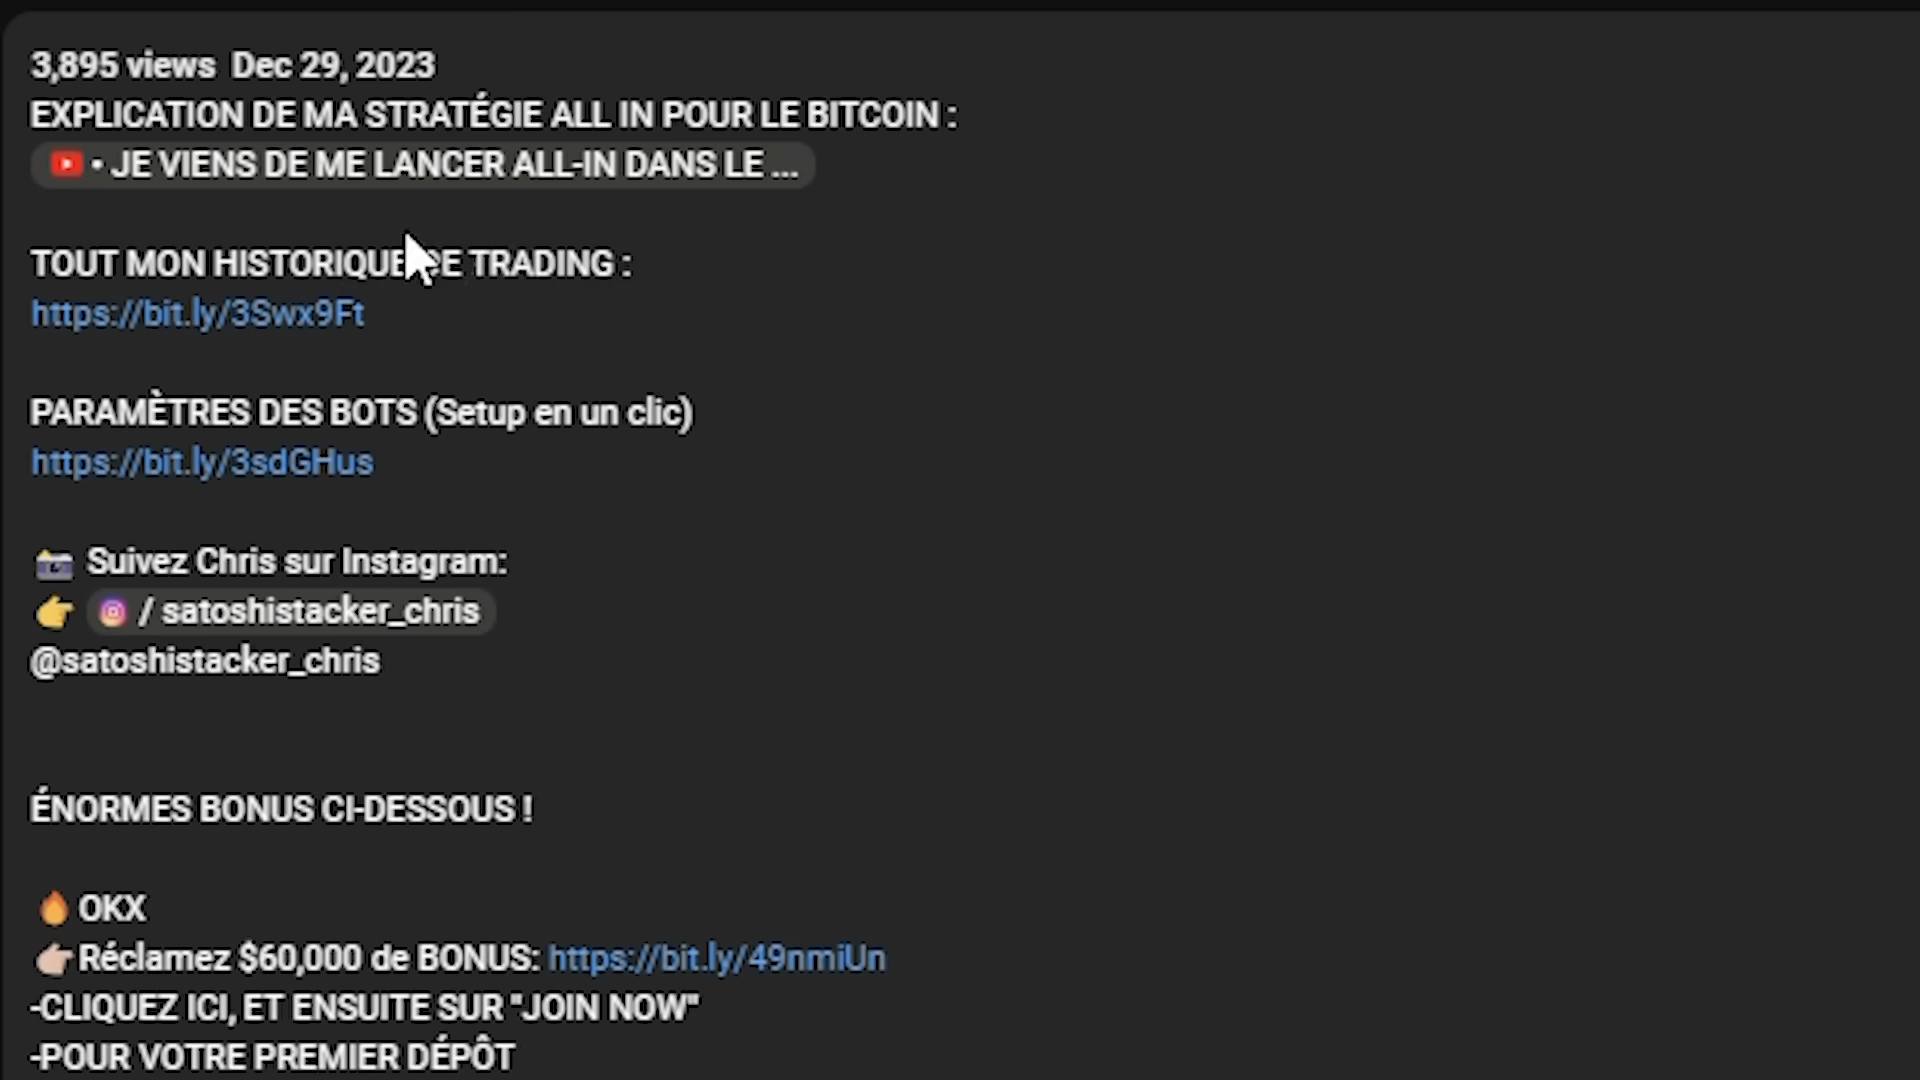 3,895 views Dec 29, 2023
EXPLICATION DE MA STRATÉGIE ALL IN POUR LE BITCOIN :
• JE VIENS DE ME LANCER ALL-IN DANS LE ...
TOUT MON HISTORIQUE DE TRADING :
https://bit.ly/3Swx9Ft
PARAMÈTRES DES BOTS (Setup en un clic)
https://bit.ly/3sdGHus
📷 Suivez Chris sur Instagram:
👉 / satoshistacker_chris
@satoshistacker_chris
ÉNORMES BONUS CI-DESSOUS !
🔥 OKX
👉🏻Réclamez $60,000 de BONUS: https://bit.ly/49nmiUn
-CLIQUEZ ICI, ET ENSUITE SUR "JOIN NOW"
-POUR VOTRE PREMIER DÉPÔT